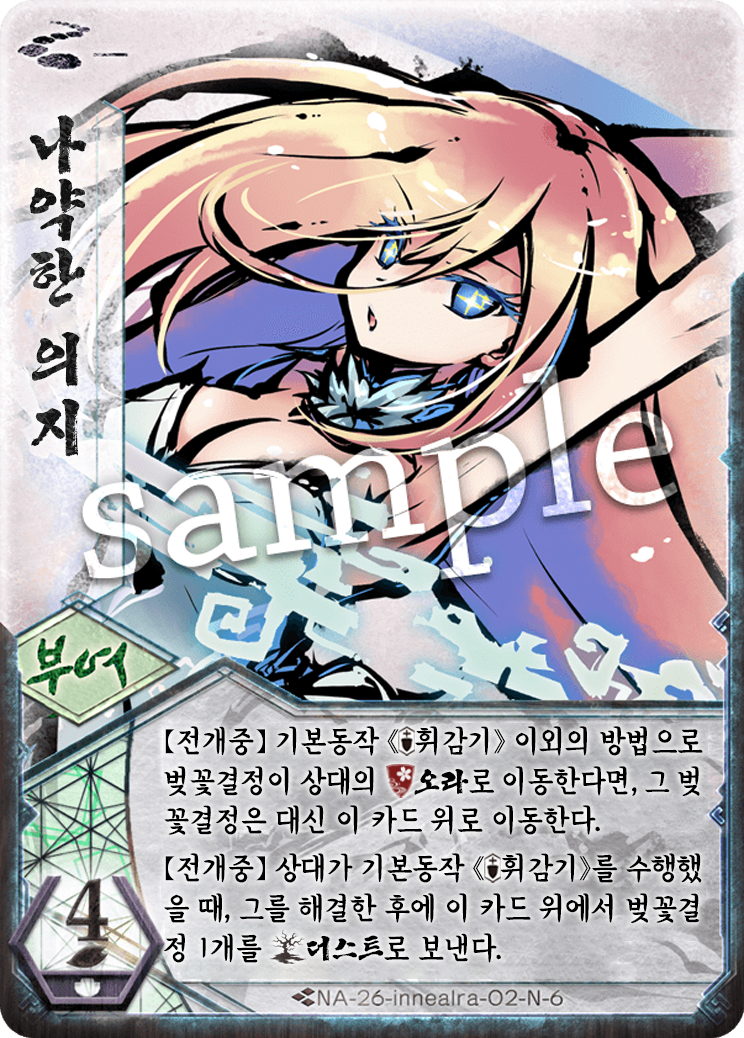 나약한 의지
sample
부여
【전개중】 기본동작 《휘감기》 이외의 방법으로
벚꽃결정이 상대의 오라로 이동한다면, 그 벚
꽃결정은 대신 이 카드 위로 이동한다.
【전개중】 상대가 기본동작 《휘감기》를 수행했
을 때, 그를 해결한 후에 이 카드 위에서 벚꽃결
정 1개를 더스트로 보낸다.
4
NA-26-innealra-O2-N-6